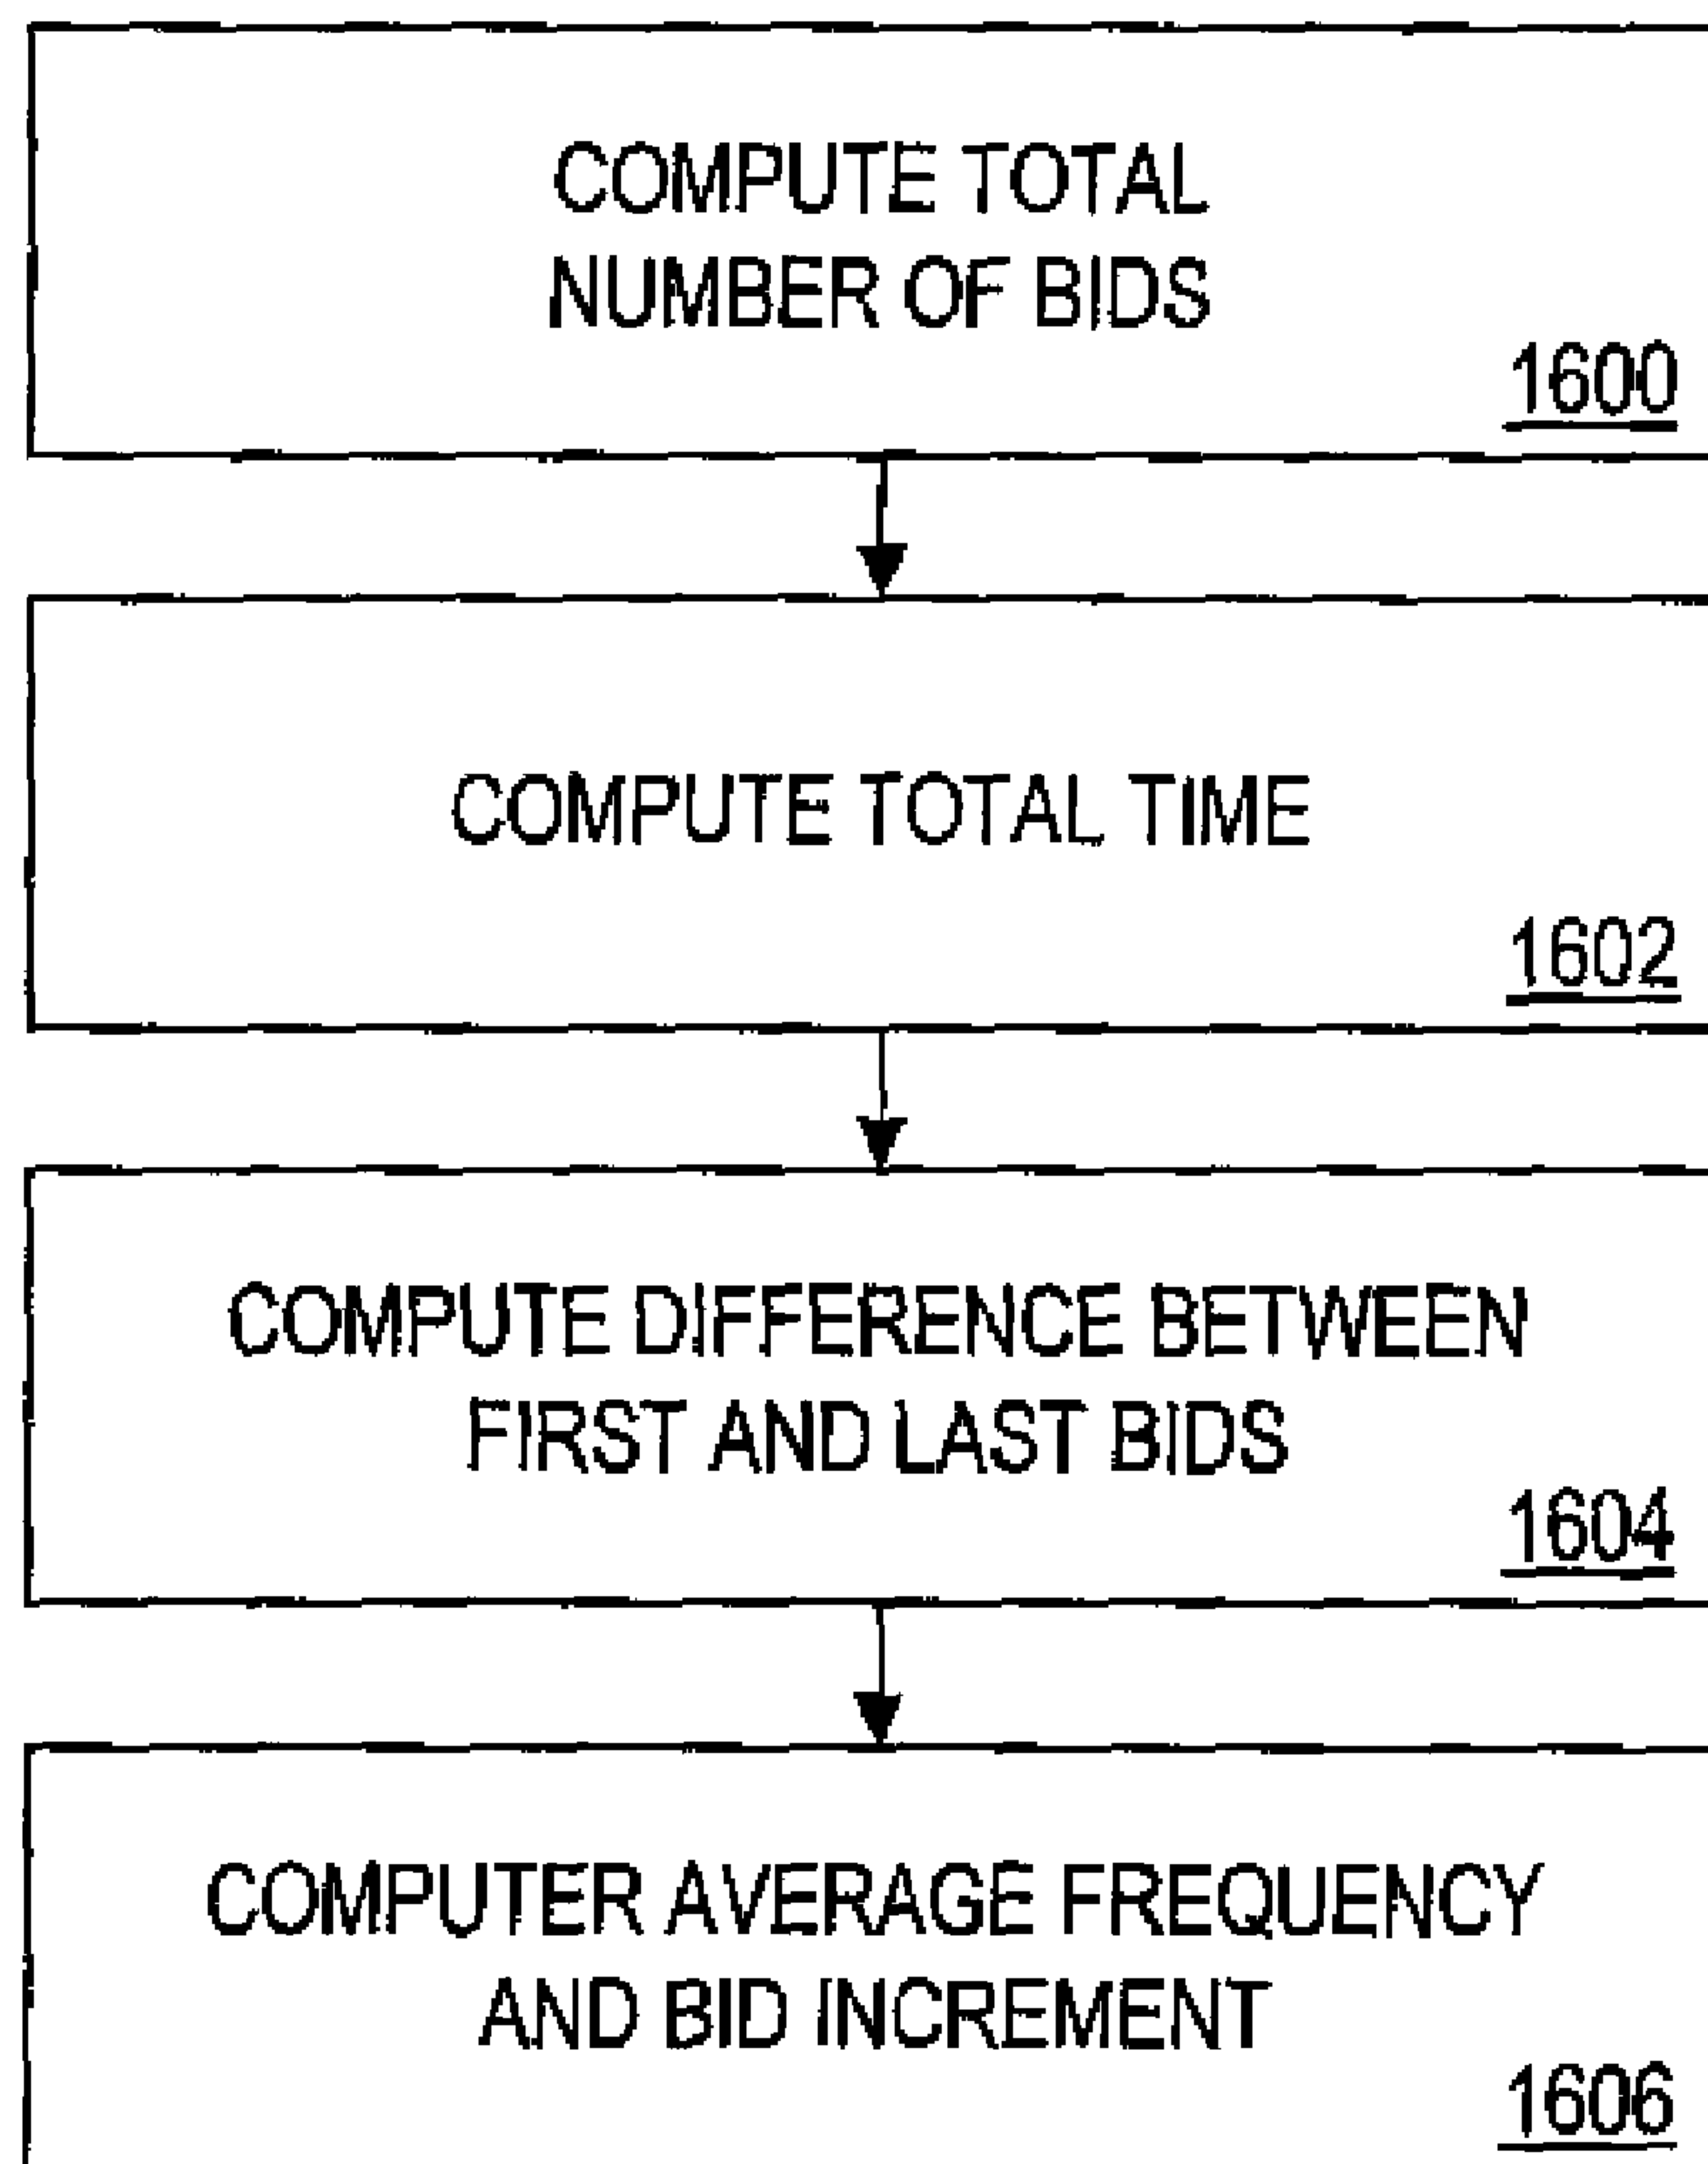 COMPUTE TOTAL
NUMBER OF BIDS
1600
COMPUTE TOTAL TIME
1602
COMPUTE DIFFERENCE BETWEEN
FIRST AND LAST BIDS
1604
COMPUTER AVERAGE FREQUENCY
AND BID INCREMENT
1606